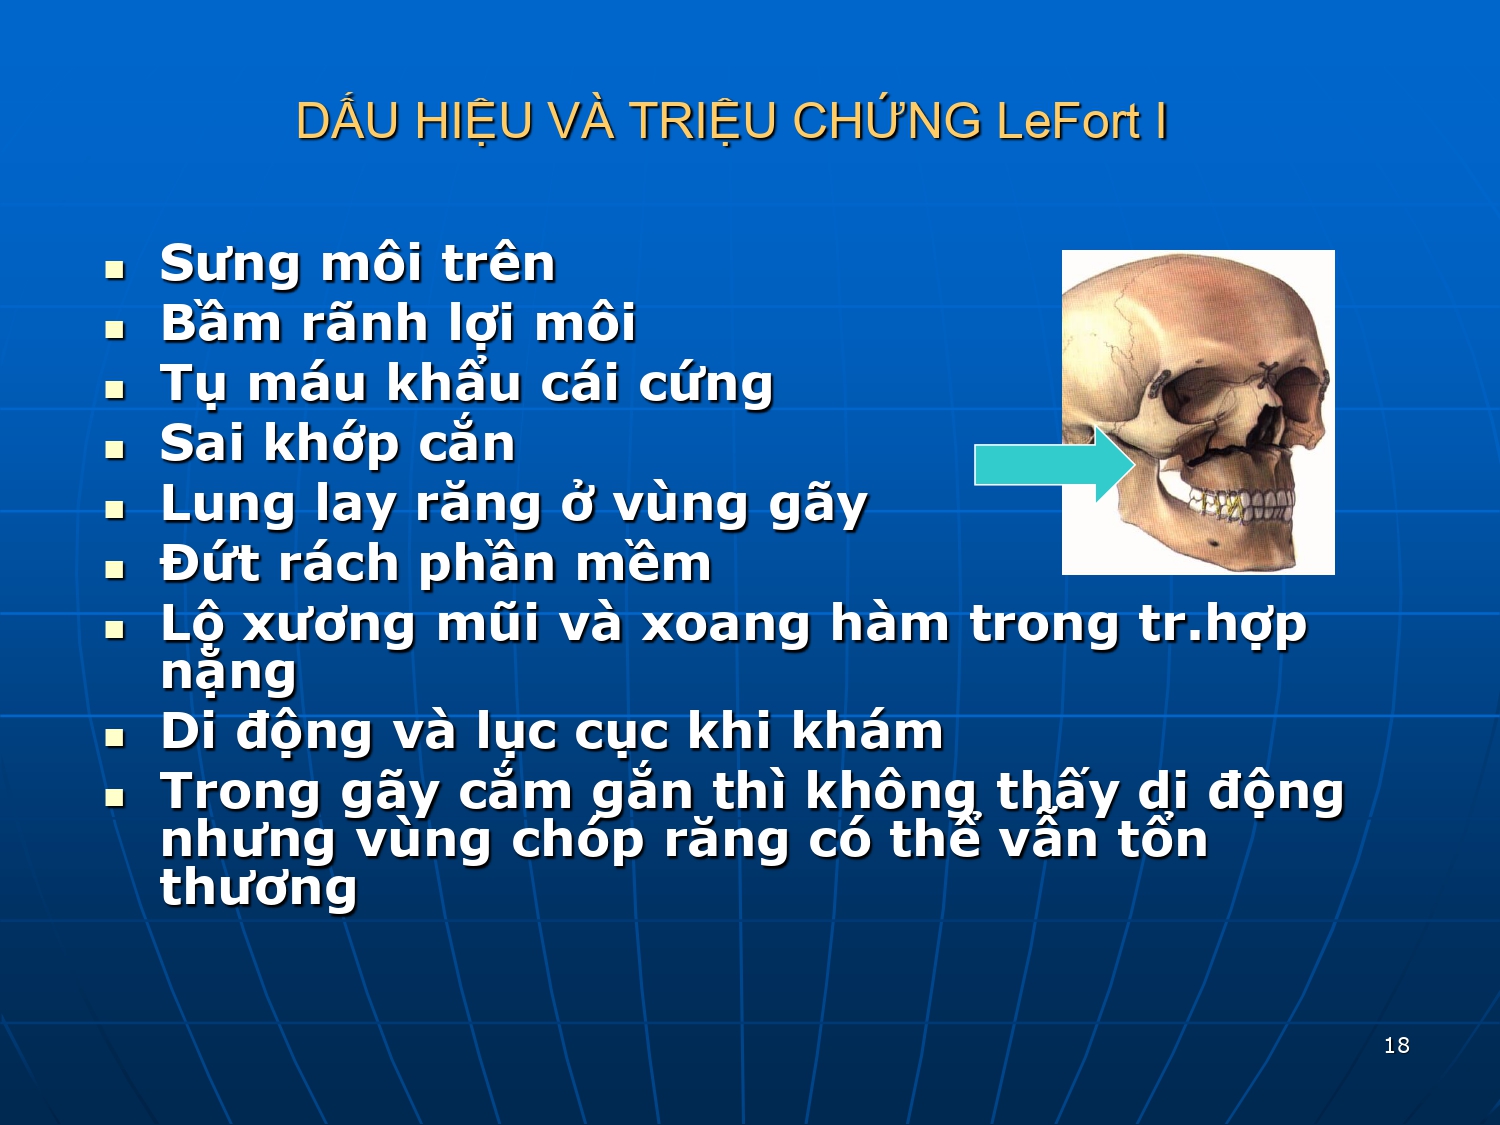 DẤU HIỆU VÀ TRIỆU CHỨNG LeFort I
Sưng môi trên
Bầm rãnh lợi môi
Tụ máu khẩu cái cứng
Sai khớp cắn
Lung lay răng ở vùng gãy
Đứt rách phần mềm
Lộ xương mũi và xoang hàm trong tr.hợp
nặng
Di động và lục cục khi khám
Trong gãy cắm gắn thì không thấy di động
nhưng vùng chóp răng có thể vẫn tổn
thương
18